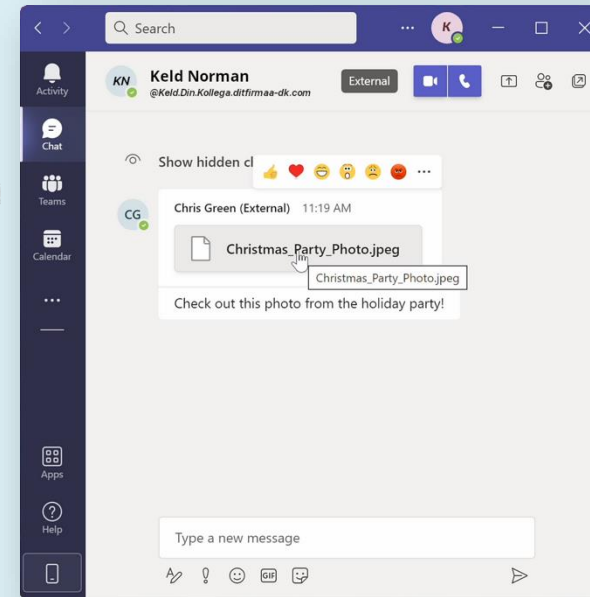 Search
K
Activity
Chat
Teams
Calendar
Apps
Help
KN
Keld Norman
@Keld.Din.Kollega.ditfirmaa-dk.com
External
Show hidden c
CG
Chris Green (External) 11:19 AM
Christmas_Party_Photo.jpeg
Christmas_Party_Photo.jpeg
Check out this photo from the holiday party!
Type a new message
GIF